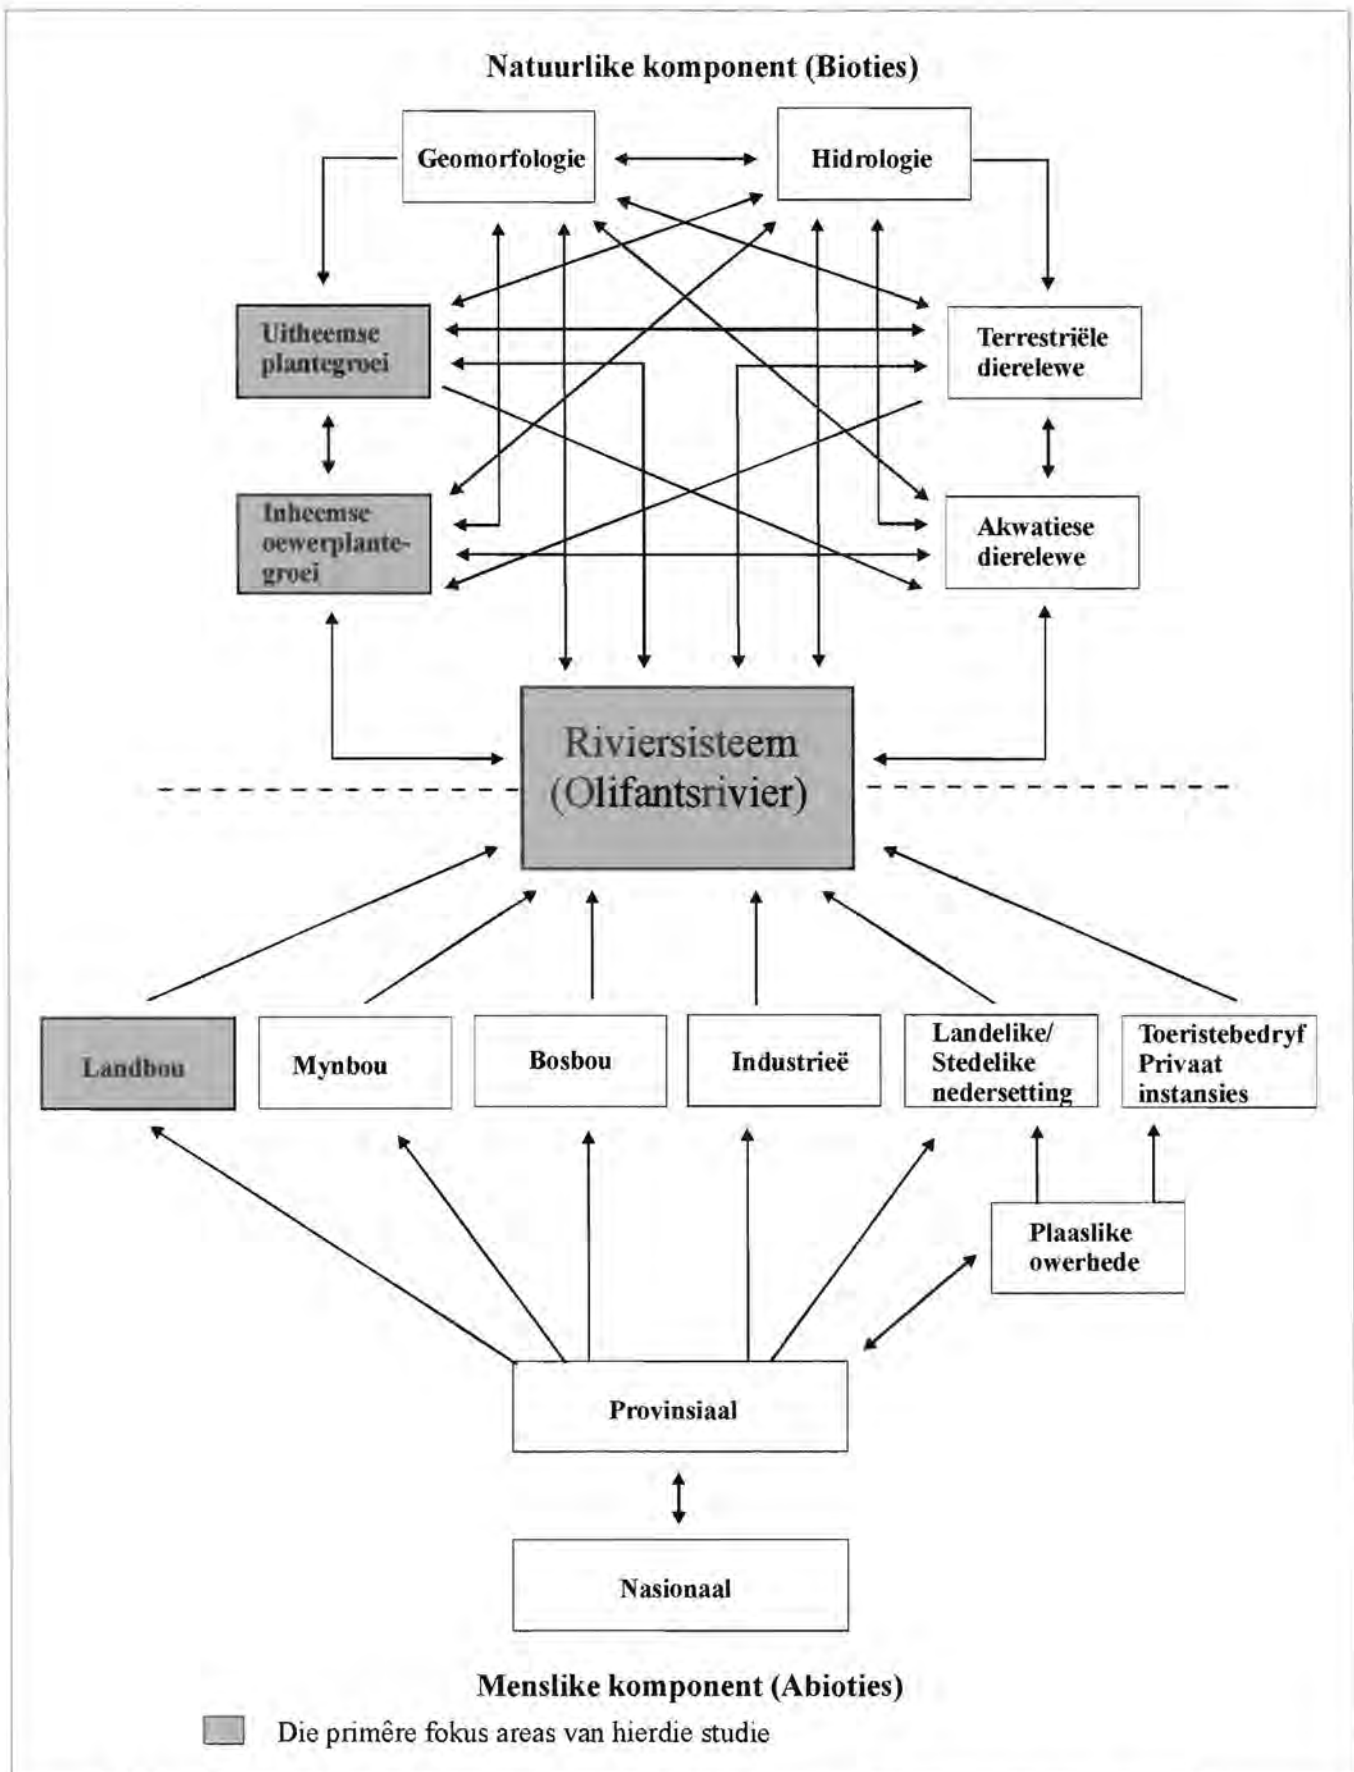 Natuurlike komponent (Bioties)
Geomorfologie
Hidrologie
Uitheemse
plantegroei
Terrestriële
dierelewe
Inheemse
oewerplante-
groei
Akwatiese
dierelewe
Riviersisteem
(Olifantsrivier)
Landbou
Mynbou
Bosbou
Industrieë
Landelike/
Stedelike
nedersetting
Toeristebedryf
Privaat
instansies
Plaaslike
owerhede
Provinsiaal
Nasionaal
Menslike komponent (Abioties)
Die primêre fokus areas van hierdie studie